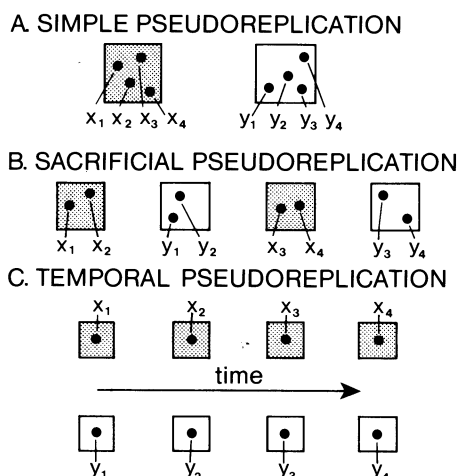 A. SIMPLE PSEUDOREPLICATION
x₁ x₂ x₃ x₄ y₁ y₂ y₃ y₄
B. SACRIFICIAL PSEUDOREPLICATION
x₁ x₂ y₁ y₂ x₃ x₄ y₃ y₄
C. TEMPORAL PSEUDOREPLICATION
x₁ x₂ x₃ x₄
time
y₁ y₂ y₃ y₄